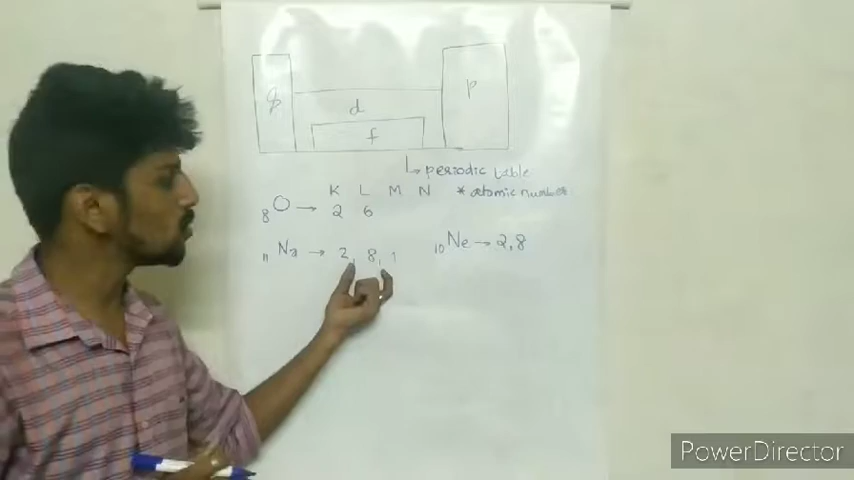 s p
d
f
↳ periodic table
K L M N * atomic number
₈O → 2 6
₁₁Na → 2, 8, 1 ₁₀Ne → 2,8
PowerDirector